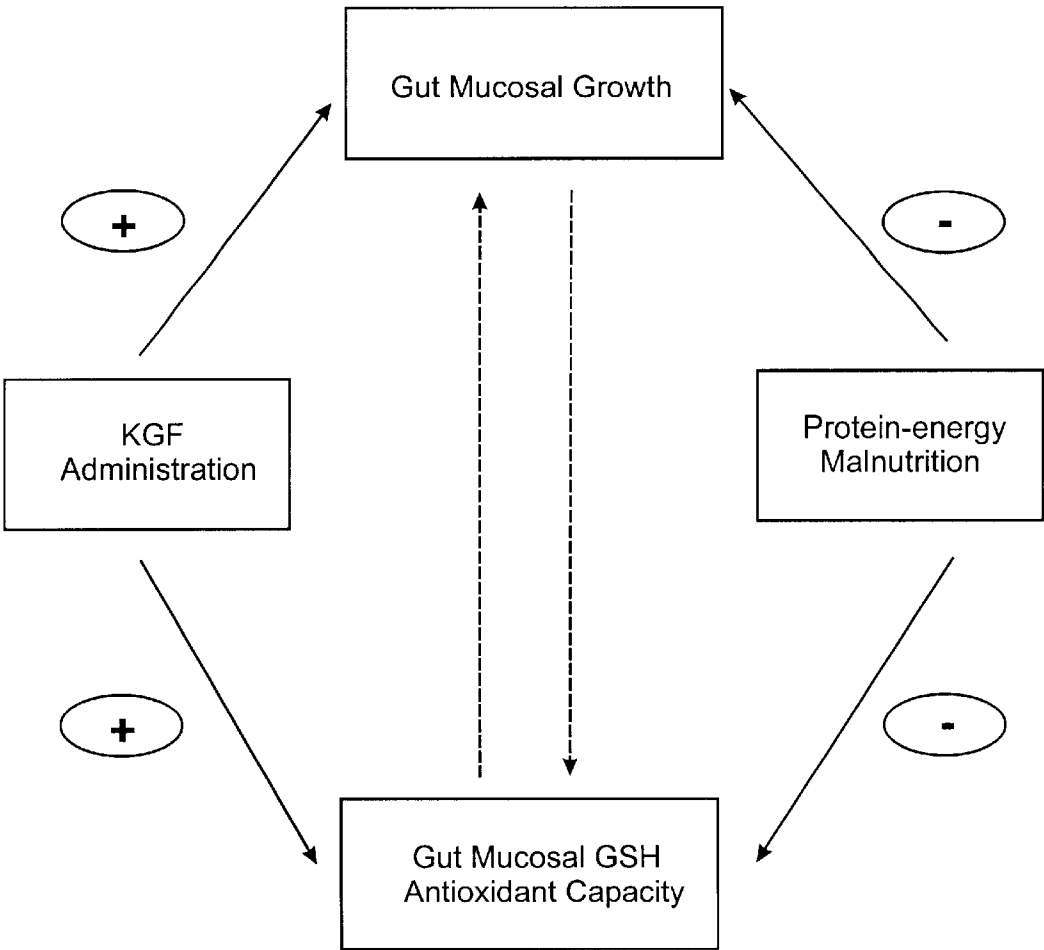 Gut Mucosal Growth
+
-
KGF
Administration
Protein-energy
Malnutrition
+
-
Gut Mucosal GSH
Antioxidant Capacity